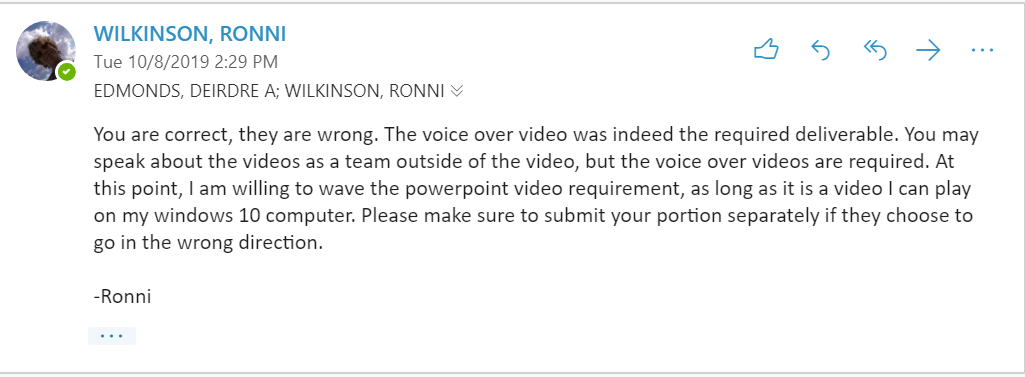 WILKINSON, RONNI
Tue 10/8/2019 2:29 PM
EDMONDS, DEIRDRE A; WILKINSON, RONNI
You are correct, they are wrong. The voice over video was indeed the required deliverable. You may
speak about the videos as a team outside of the video, but the voice over videos are required. At
this point, I am willing to wave the powerpoint video requirement, as long as it is a video I can play
on my windows 10 computer. Please make sure to submit your portion separately if they choose to
go in the wrong direction.
-Ronni